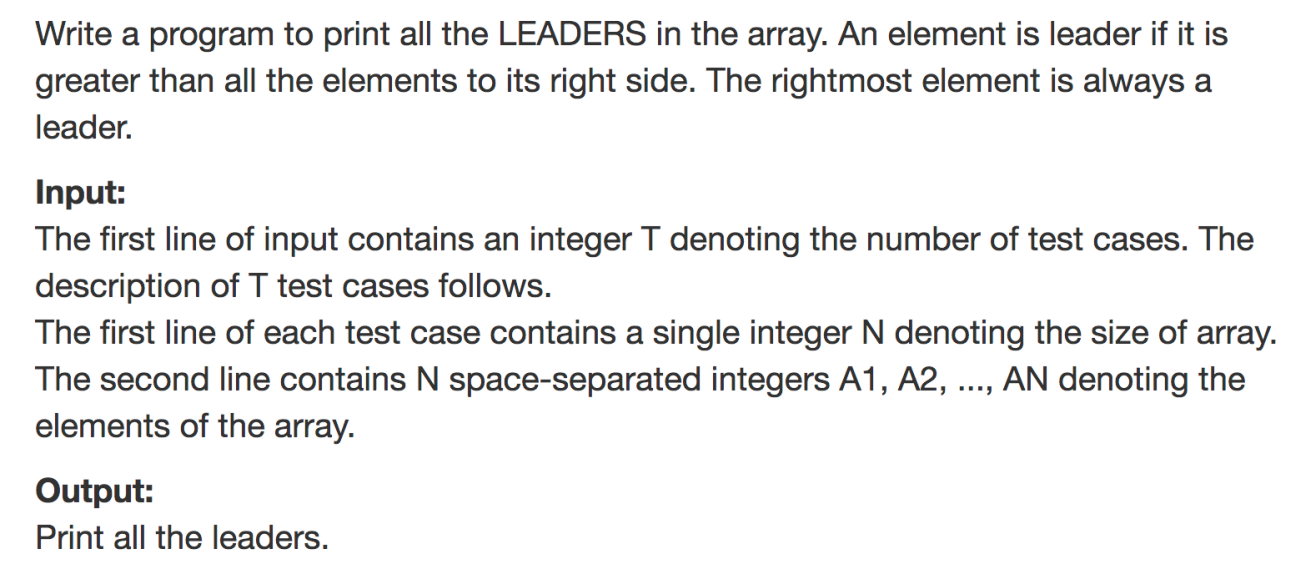 Write a program to print all the LEADERS in the array. An element is leader if it is
greater than all the elements to its right side. The rightmost element is always a
leader.
Input:
The first line of input contains an integer T denoting the number of test cases. The
description of T test cases follows.
The first line of each test case contains a single integer N denoting the size of array.
The second line contains N space-separated integers A1, A2, ..., AN denoting the
elements of the array.
Output:
Print all the leaders.